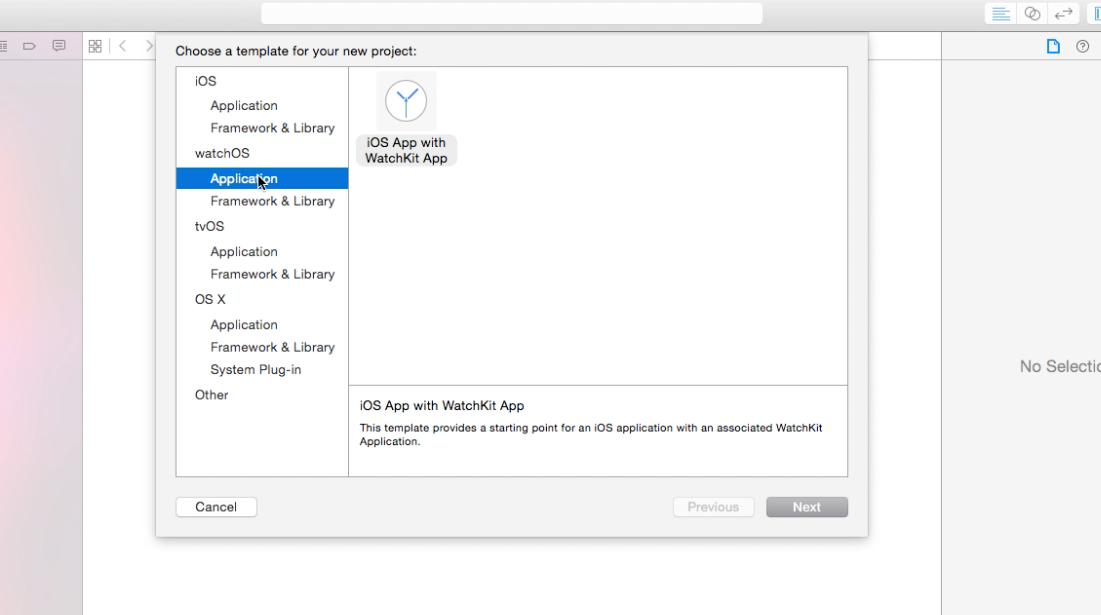 Choose a template for your new project:
iOS
Application
Framework & Library
watchOS
Application
Framework & Library
tvOS
Application
Framework & Library
OS X
Application
Framework & Library
System Plug-in
Other
iOS App with
WatchKit App
iOS App with WatchKit App
This template provides a starting point for an iOS application with an associated WatchKit
Application.
Cancel
Previous
Next
No Selectio